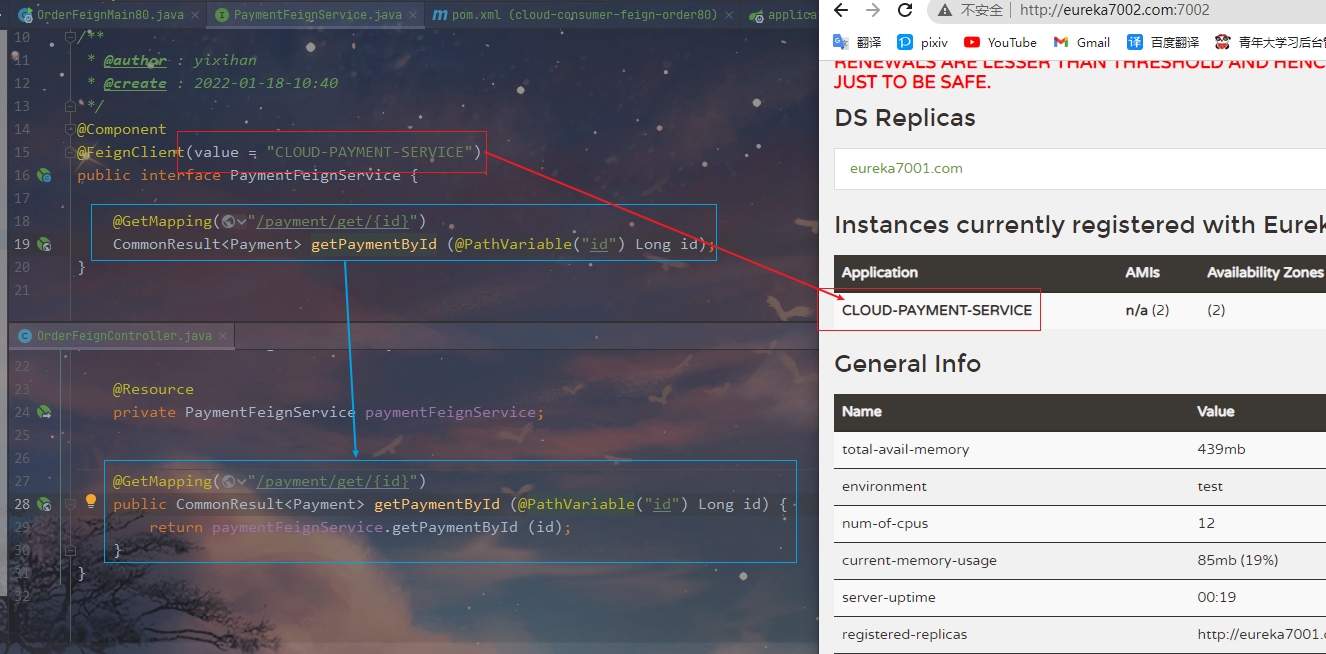 OrderFeignMain80.java × PaymentFeignService.java × pom.xml (cloud-consumer-feign-order80) ×
10 /**
11 * @author : yixihan
12 * @create : 2022-01-18-10:40
13 **/
14 @Component
15 @FeignClient(value = "CLOUD-PAYMENT-SERVICE")
16 public interface PaymentFeignService {
17
18 @GetMapping("/payment/get/{id}")
19 CommonResult<Payment> getPaymentById (@PathVariable("id") Long id);
20 }
21
OrderFeignController.java ×
22
23 @Resource
24 private PaymentFeignService paymentFeignService;
25
26
27 @GetMapping("/payment/get/{id}")
28 public CommonResult<Payment> getPaymentById (@PathVariable("id") Long id) {
29 return paymentFeignService.getPaymentById (id);
30 }
31 }
32
不安全 | http://eureka7002.com:7002
翻译 pixiv YouTube Gmail 百度翻译 青年大学习后台
RENEWALS ARE LESSER THAN THRESHOLD AND HENC
JUST TO BE SAFE.
DS Replicas
eureka7001.com
Instances currently registered with Eurek
Application AMIs Availability Zones
CLOUD-PAYMENT-SERVICE n/a (2) (2)
General Info
Name Value
total-avail-memory 439mb
environment test
num-of-cpus 12
current-memory-usage 85mb (19%)
server-uptime 00:19
registered-replicas http://eureka7001.